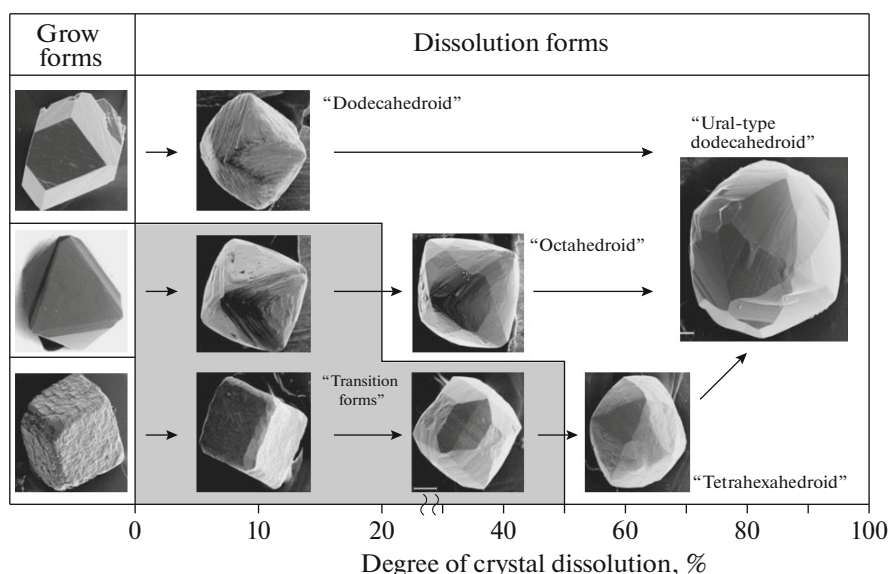 Grow
forms
Dissolution forms
“Dodecahedroid”
“Ural-type
dodecahedroid”
“Octahedroid”
“Transition
forms”
“Tetrahexahedroid”
0 10 20 40 60 80 100
Degree of crystal dissolution, %